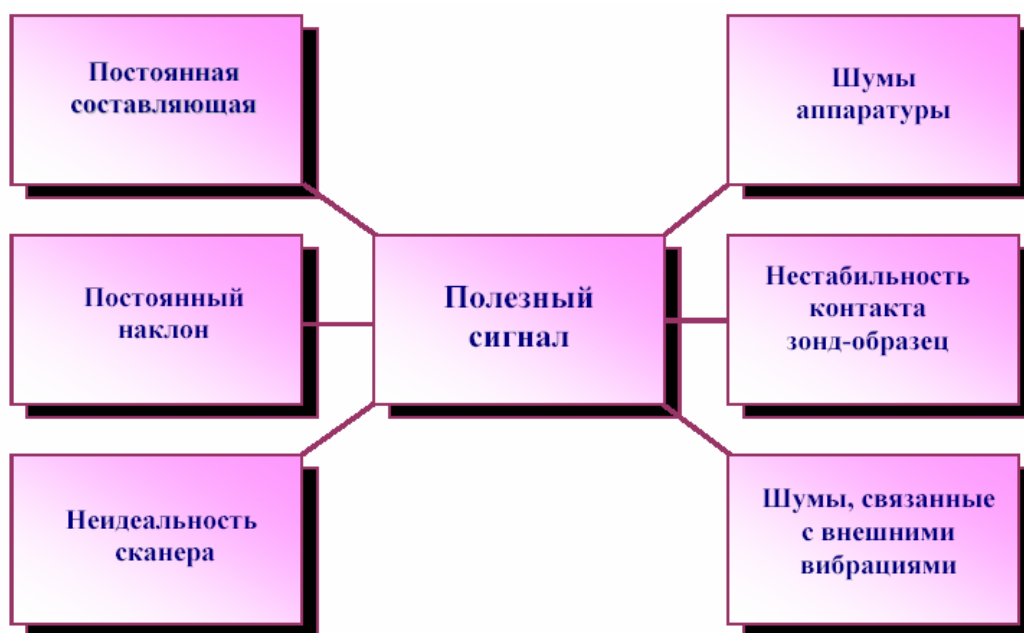 Постоянная
составляющая
Шумы
аппаратуры
Постоянный
наклон
Полезный
сигнал
Нестабильность
контакта
зонд-образец
Неидеальность
сканера
Шумы, связанные
с внешними
вибрациями